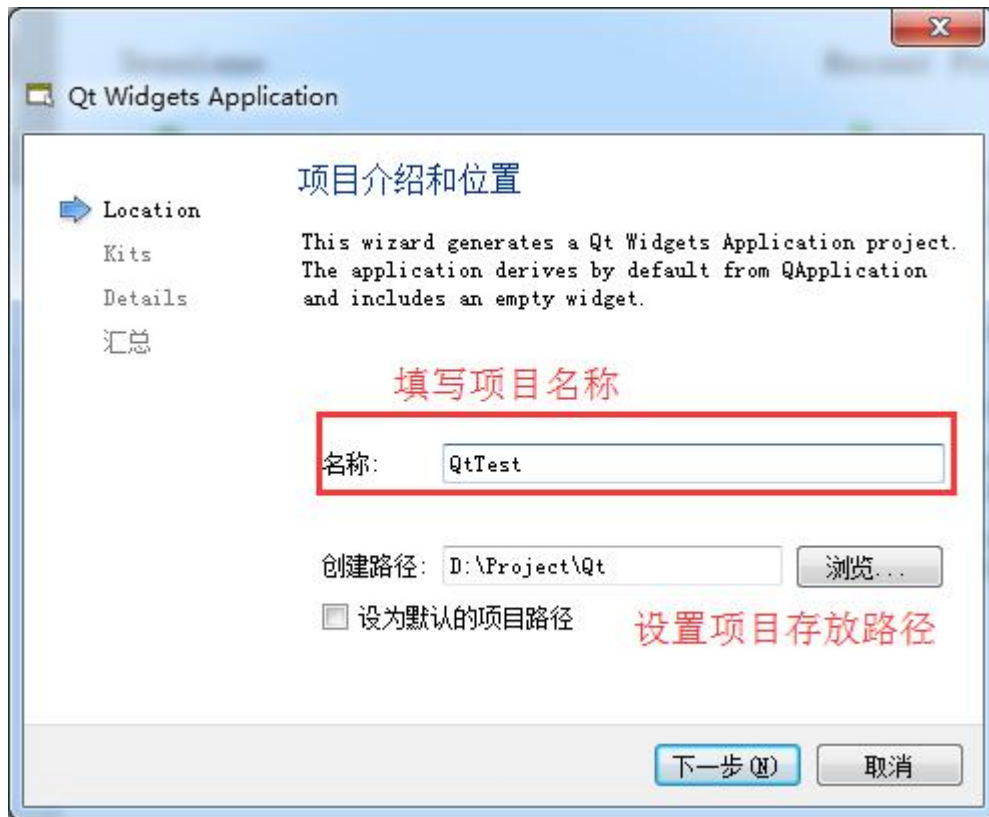 Qt Widgets Application
项目介绍和位置
Location
Kits
Details
汇总
This wizard generates a Qt Widgets Application project.
The application derives by default from QApplication
and includes an empty widget.
填写项目名称
名称: QtTest
创建路径: D:\Project\Qt 浏览...
设为默认的项目路径
设置项目存放路径
下一步(N) 取消